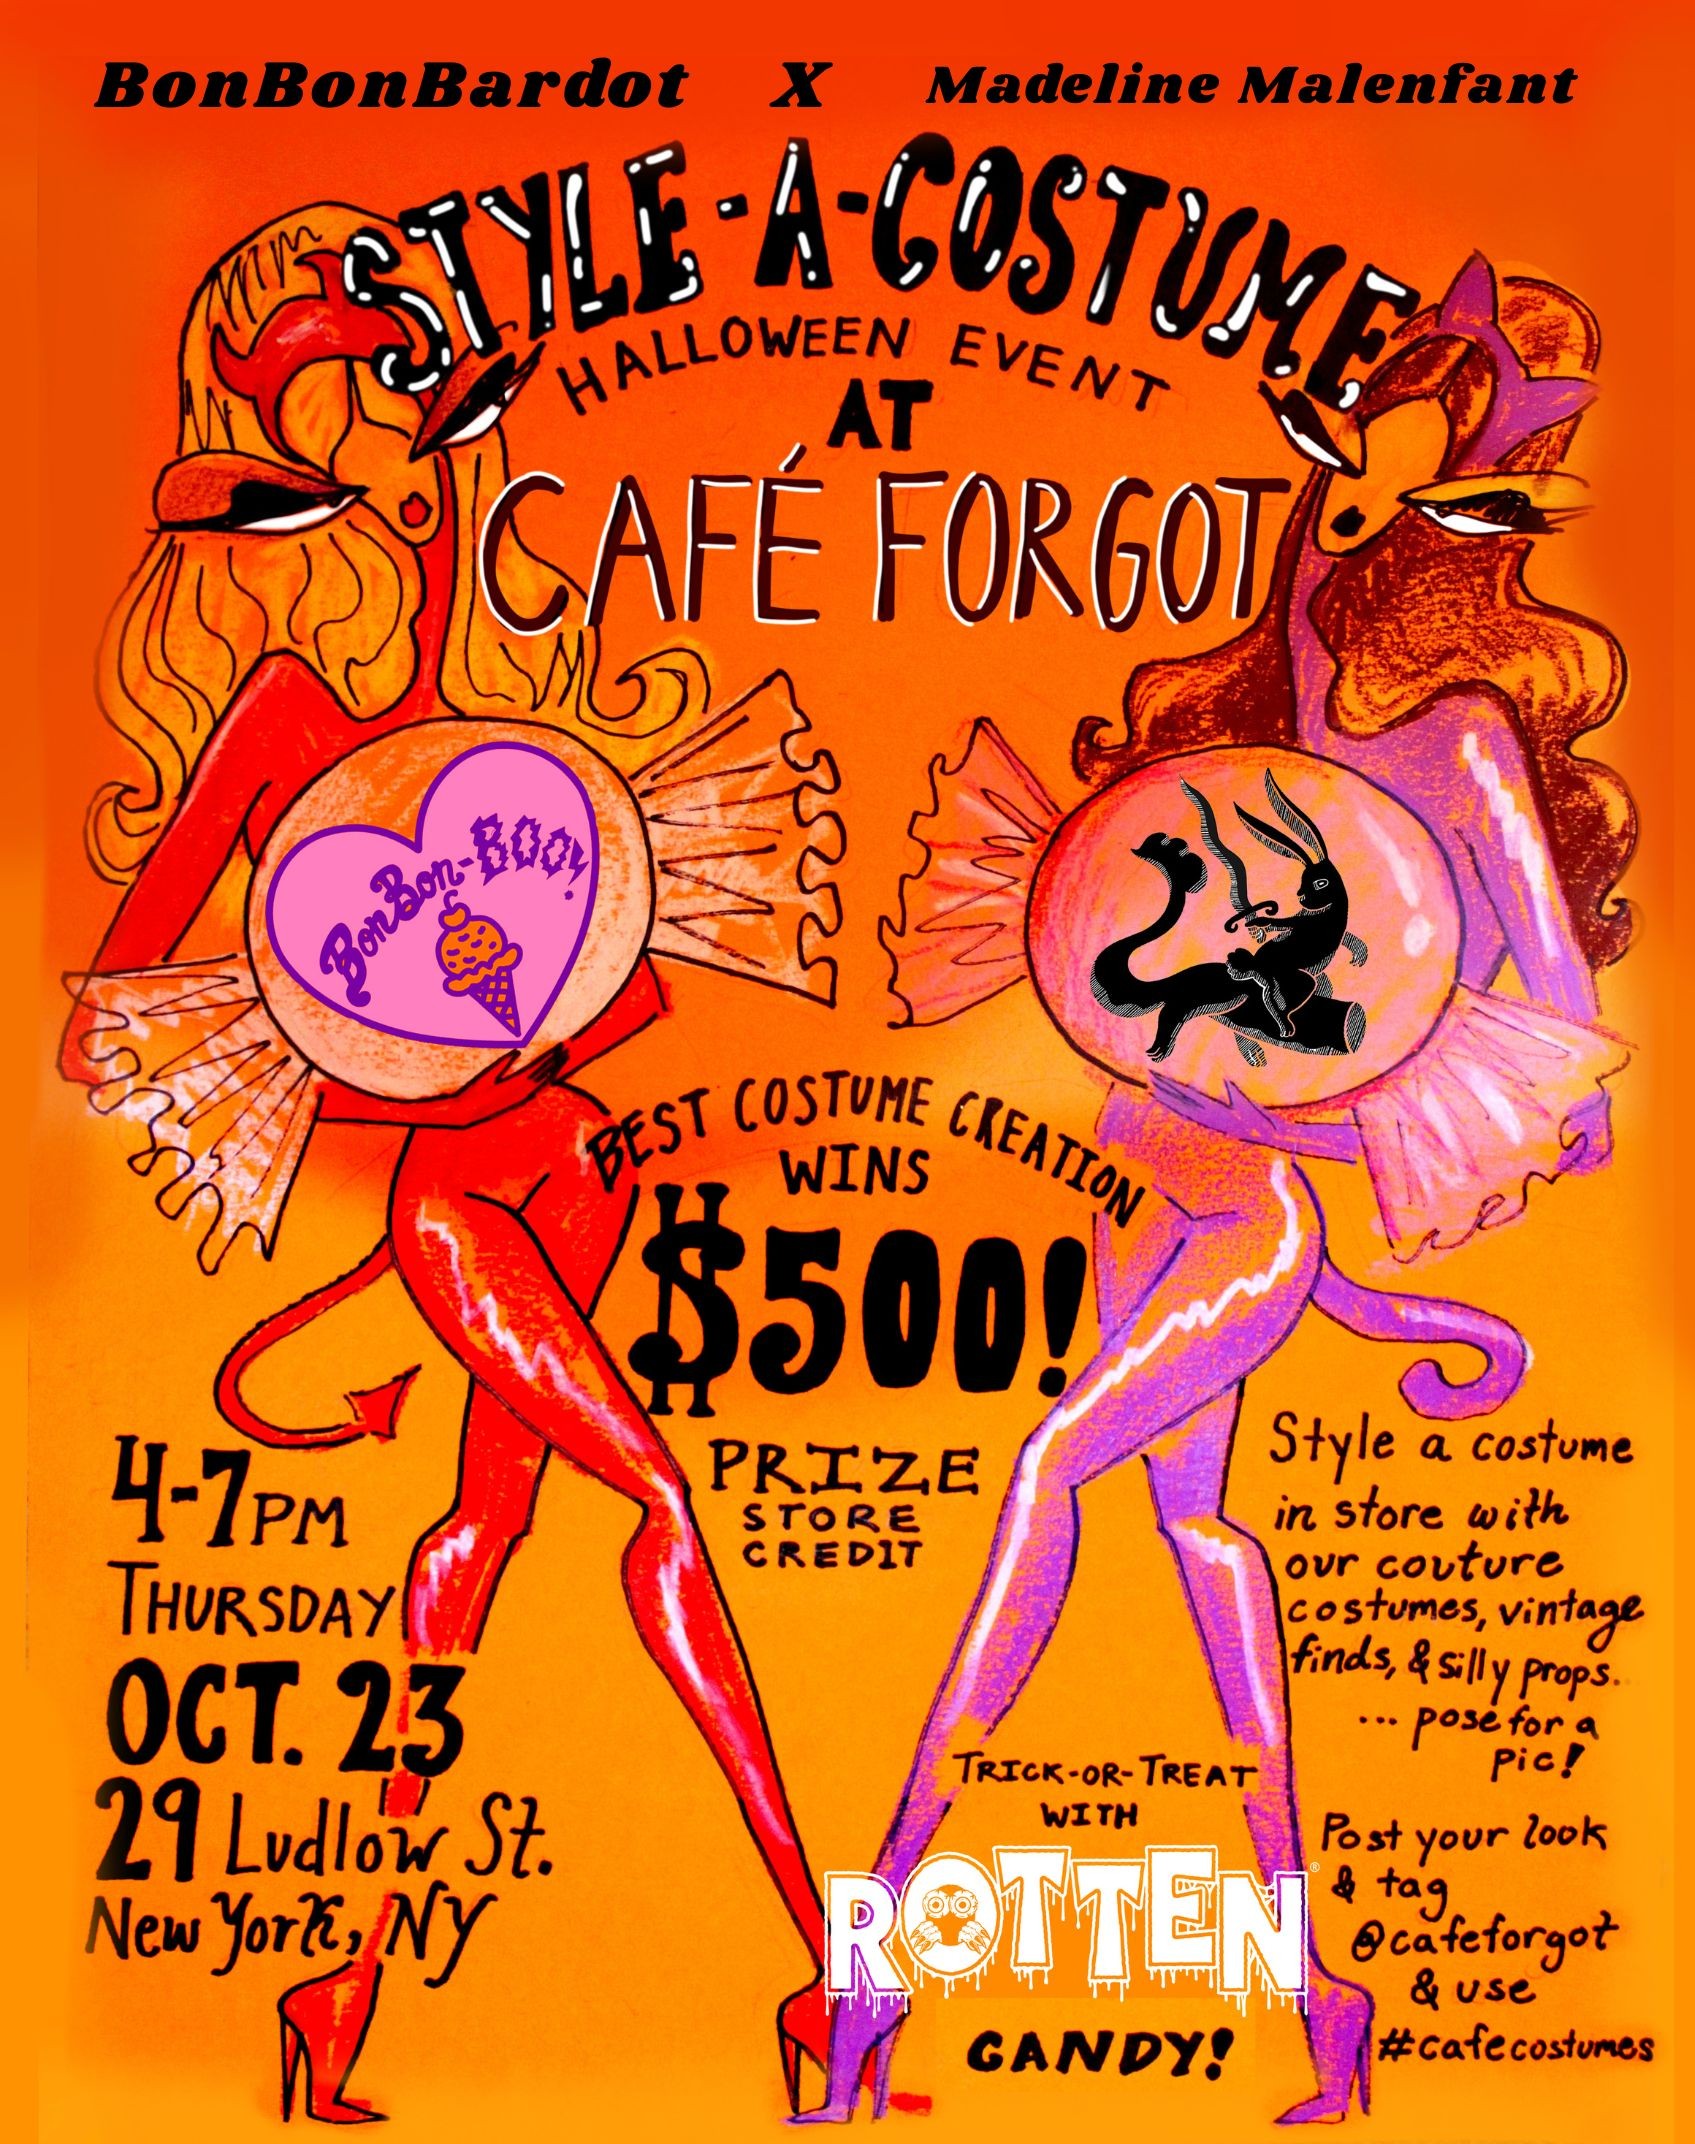 BonBonBardot X Madeline Malenfant
STYLE-A-COSTUME
HALLOWEEN EVENT
AT
CAFÉ FORGOT
BonBon-BOO!
BEST COSTUME CREATION
WINS
$500!
PRIZE
STORE
CREDIT
4-7PM
THURSDAY
OCT. 23
29 Ludlow St.
New York, NY
Style a costume
in store with
our couture
costumes, vintage
finds, & silly props..
... pose for a
pic!
TRICK-OR-TREAT
WITH
ROTTEN®
CANDY!
Post your look
& tag
@cafeforgot
& use
#cafecostumes